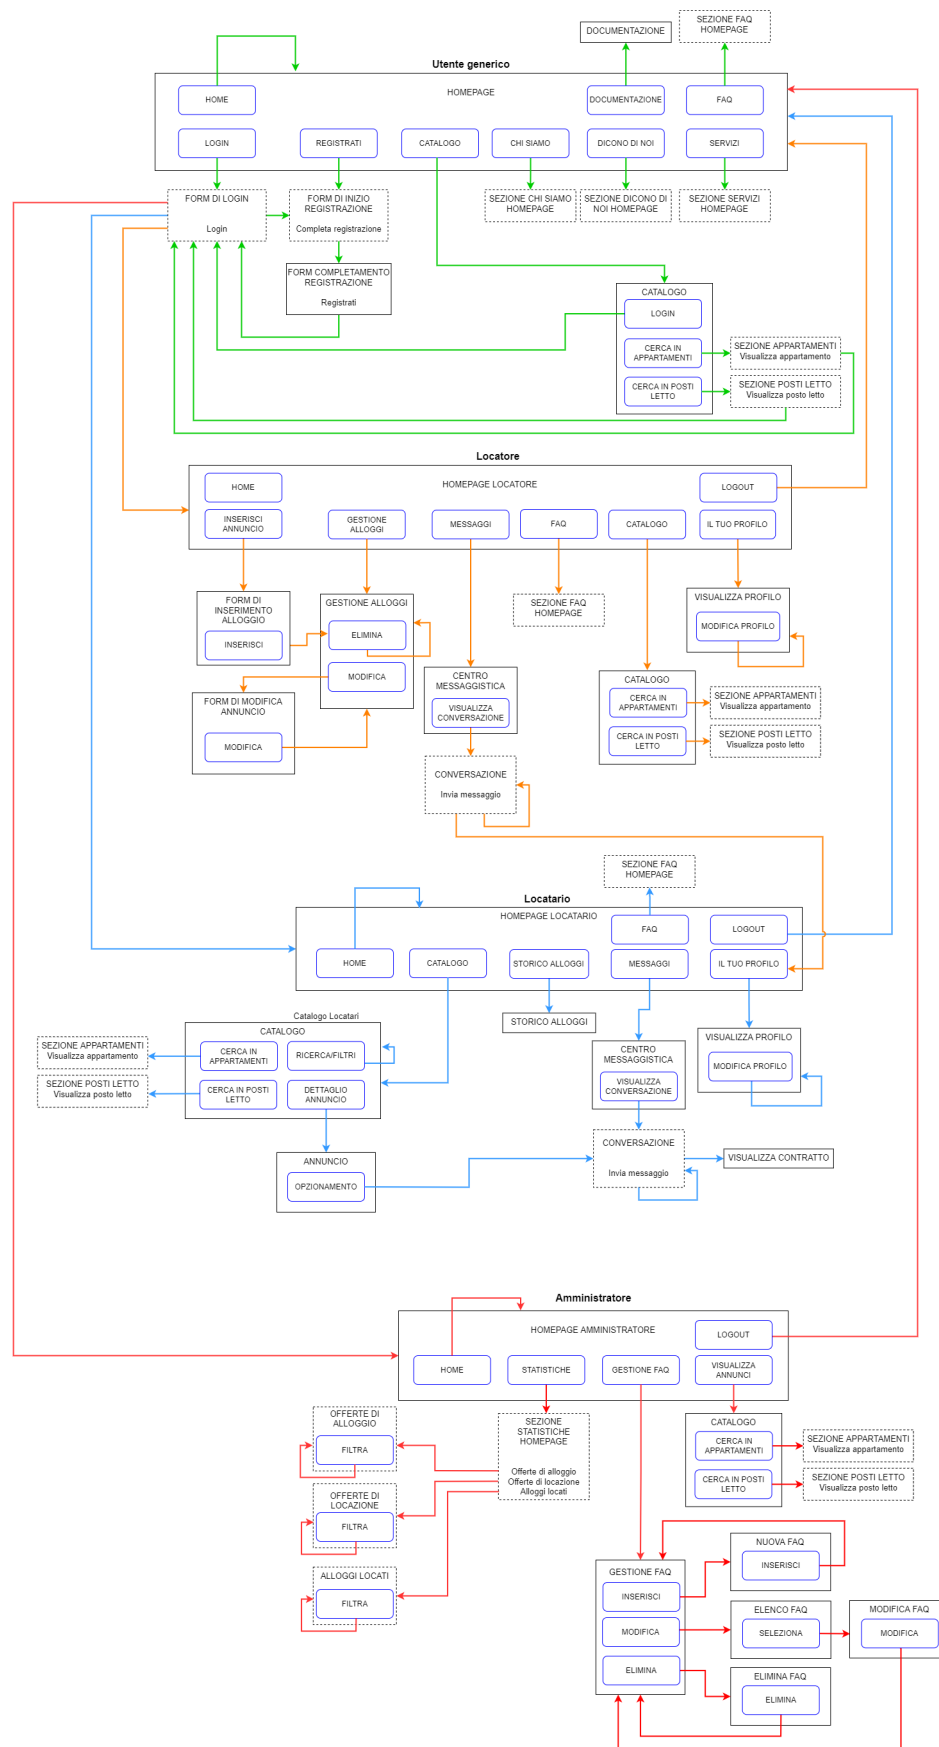 SEZIONE FAQ
HOMEPAGE
DOCUMENTAZIONE
Utente generico
HOMEPAGE
HOME
DOCUMENTAZIONE
FAQ
LOGIN
REGISTRATI
CATALOGO
CHI SIAMO
DICONO DI NOI
SERVIZI
FORM DI LOGIN
Login
FORM DI INIZIO
REGISTRAZIONE
Completa registrazione
SEZIONE CHI SIAMO
HOMEPAGE
SEZIONE DICONO DI
NOI HOMEPAGE
SEZIONE SERVIZI
HOMEPAGE
FORM COMPLETAMENTO
REGISTRAZIONE
Registrati
CATALOGO
LOGIN
CERCA IN
APPARTAMENTI
CERCA IN POSTI
LETTO
SEZIONE APPARTAMENTI
Visualizza appartamento
SEZIONE POSTI LETTO
Visualizza posto letto
Locatore
HOMEPAGE LOCATORE
HOME
LOGOUT
INSERISCI
ANNUNCIO
GESTIONE
ALLOGGI
MESSAGGI
FAQ
CATALOGO
IL TUO PROFILO
FORM DI
INSERIMENTO
ALLOGGIO
INSERISCI
GESTIONE ALLOGGI
ELIMINA
MODIFICA
SEZIONE FAQ
HOMEPAGE
VISUALIZZA PROFILO
MODIFICA PROFILO
FORM DI MODIFICA
ANNUNCIO
MODIFICA
CENTRO
MESSAGGISTICA
VISUALIZZA
CONVERSAZIONE
CATALOGO
CERCA IN
APPARTAMENTI
CERCA IN POSTI
LETTO
SEZIONE APPARTAMENTI
Visualizza appartamento
SEZIONE POSTI LETTO
Visualizza posto letto
CONVERSAZIONE
Invia messaggio
SEZIONE FAQ
HOMEPAGE
Locatario
HOMEPAGE LOCATARIO
FAQ
LOGOUT
HOME
CATALOGO
STORICO ALLOGGI
MESSAGGI
IL TUO PROFILO
Catalogo Locatari
STORICO ALLOGGI
CATALOGO
CERCA IN
APPARTAMENTI
RICERCA/FILTRI
CERCA IN POSTI
LETTO
DETTAGLIO
ANNUNCIO
SEZIONE APPARTAMENTI
Visualizza appartamento
SEZIONE POSTI LETTO
Visualizza posto letto
CENTRO
MESSAGGISTICA
VISUALIZZA
CONVERSAZIONE
VISUALIZZA PROFILO
MODIFICA PROFILO
ANNUNCIO
OPZIONAMENTO
CONVERSAZIONE
Invia messaggio
VISUALIZZA CONTRATTO
Amministratore
HOMEPAGE AMMINISTRATORE
LOGOUT
HOME
STATISTICHE
GESTIONE FAQ
VISUALIZZA
ANNUNCI
OFFERTE DI
ALLOGGIO
FILTRA
SEZIONE
STATISTICHE
HOMEPAGE
Offerte di alloggio
Offerte di locazione
Alloggi locati
CATALOGO
CERCA IN
APPARTAMENTI
CERCA IN POSTI
LETTO
SEZIONE APPARTAMENTI
Visualizza appartamento
SEZIONE POSTI LETTO
Visualizza posto letto
OFFERTE DI
LOCAZIONE
FILTRA
ALLOGGI LOCATI
FILTRA
GESTIONE FAQ
INSERISCI
MODIFICA
ELIMINA
NUOVA FAQ
INSERISCI
ELENCO FAQ
SELEZIONA
MODIFICA FAQ
MODIFICA
ELIMINA FAQ
ELIMINA